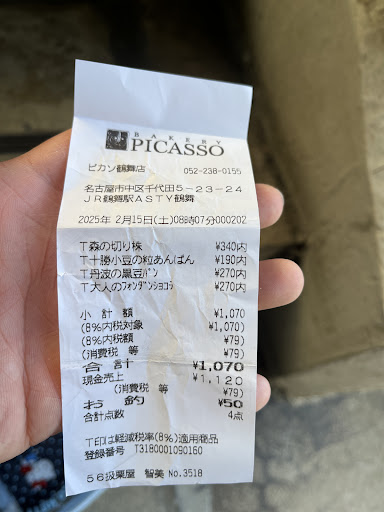 BAKERY
PICASSO
ピカソ鶴舞店 052-238-0155
名古屋市中区千代田5-23-24
JR鶴舞駅ASTY鶴舞
2025年 2月15日(土)08時07分000202
T森の切り株 ¥340内
T十勝小豆の粒あんぱん ¥190内
T丹波の黒豆パン ¥270内
T大人のフォンダンショコラ ¥270内
小計額 ¥1,070
(8%内税対象 ¥1,070)
(8%内税額 ¥79)
(消費税 等 ¥79)
合計 ¥1,070
現金売上 ¥1,120
(消費税 等 ¥79)
お釣 ¥50
合計点数 4点
T印は軽減税率(8%)適用商品
登録番号 T3180001090160
56扱栗屋 智美 No.3518